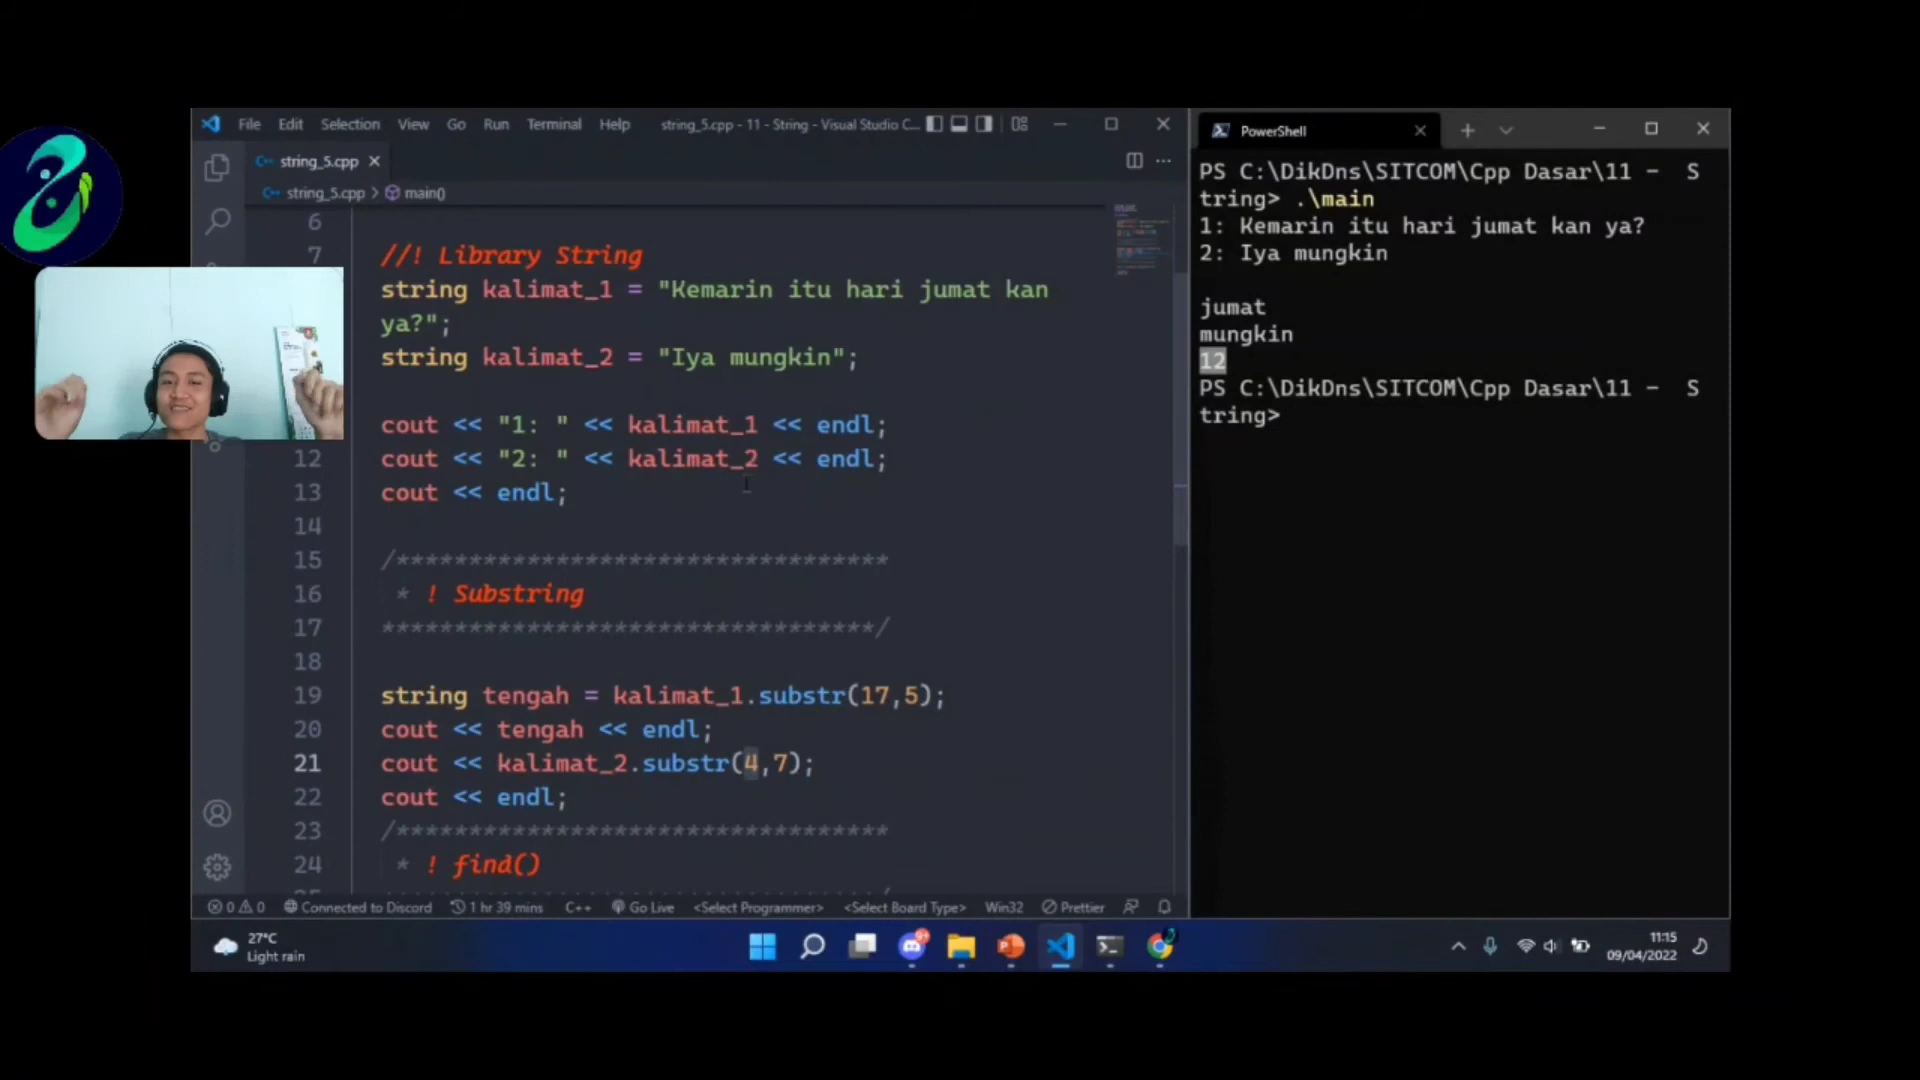 File Edit Selection View Go Run Terminal Help string_5.cpp - 11 - String - Visual Studio C...
string_5.cpp
string_5.cpp > main()
6
7 //! Library String
string kalimat_1 = "Kemarin itu hari jumat kan
ya?";
string kalimat_2 = "Iya mungkin";
cout << "1: " << kalimat_1 << endl;
12 cout << "2: " << kalimat_2 << endl;
13 cout << endl;
14
15 /**********************************
16 * ! Substring
17 **********************************/
18
19 string tengah = kalimat_1.substr(17,5);
20 cout << tengah << endl;
21 cout << kalimat_2.substr(4,7);
22 cout << endl;
23 /**********************************
24 * ! find()
0 0 Connected to Discord 1 hr 39 mins C++ Go Live <Select Programmer> <Select Board Type> Win32 Prettier
PowerShell
PS C:\DikDns\SITCOM\Cpp Dasar\11 - S
tring> .\main
1: Kemarin itu hari jumat kan ya?
2: Iya mungkin
jumat
mungkin
12
PS C:\DikDns\SITCOM\Cpp Dasar\11 - S
tring>
27°C
Light rain
11:15
09/04/2022